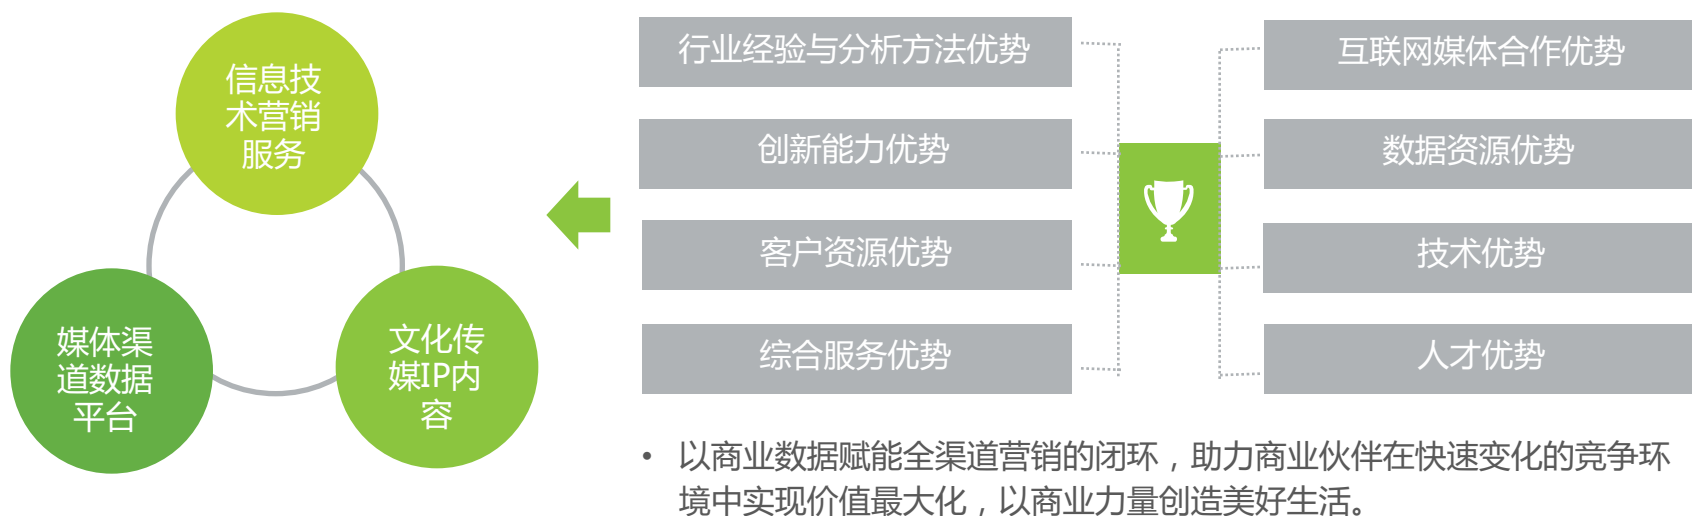 信息技
术营销
服务
媒体渠
道数据
平台
文化传
媒IP内
容
行业经验与分析方法优势
创新能力优势
客户资源优势
综合服务优势
互联网媒体合作优势
数据资源优势
技术优势
人才优势
• 以商业数据赋能全渠道营销的闭环，助力商业伙伴在快速变化的竞争环
境中实现价值最大化，以商业力量创造美好生活。